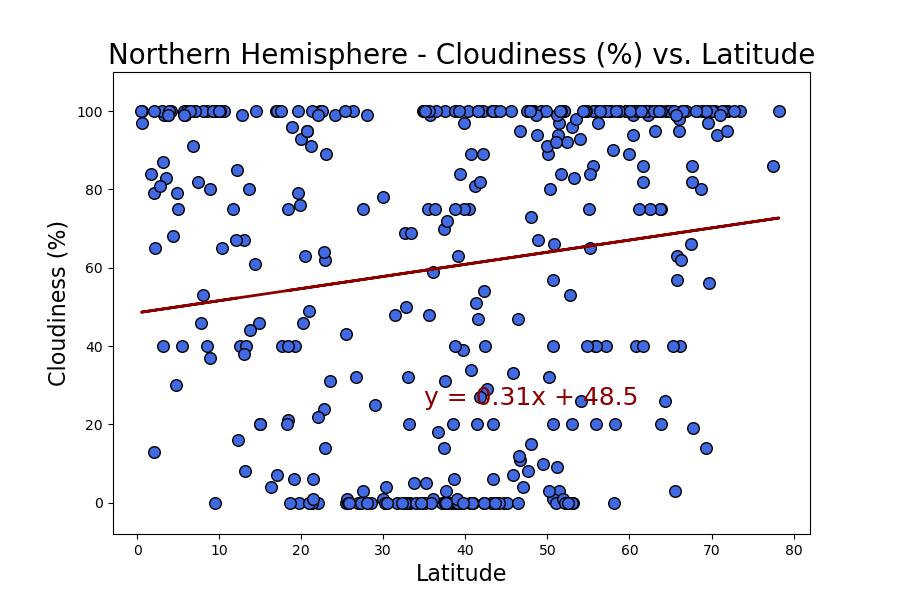 Northern Hemisphere - Cloudiness (%) vs. Latitude
Cloudiness (%)
100
80
60
40
20
0
y = 0.31x + 48.5
0 10 20 30 40 50 60 70 80
Latitude